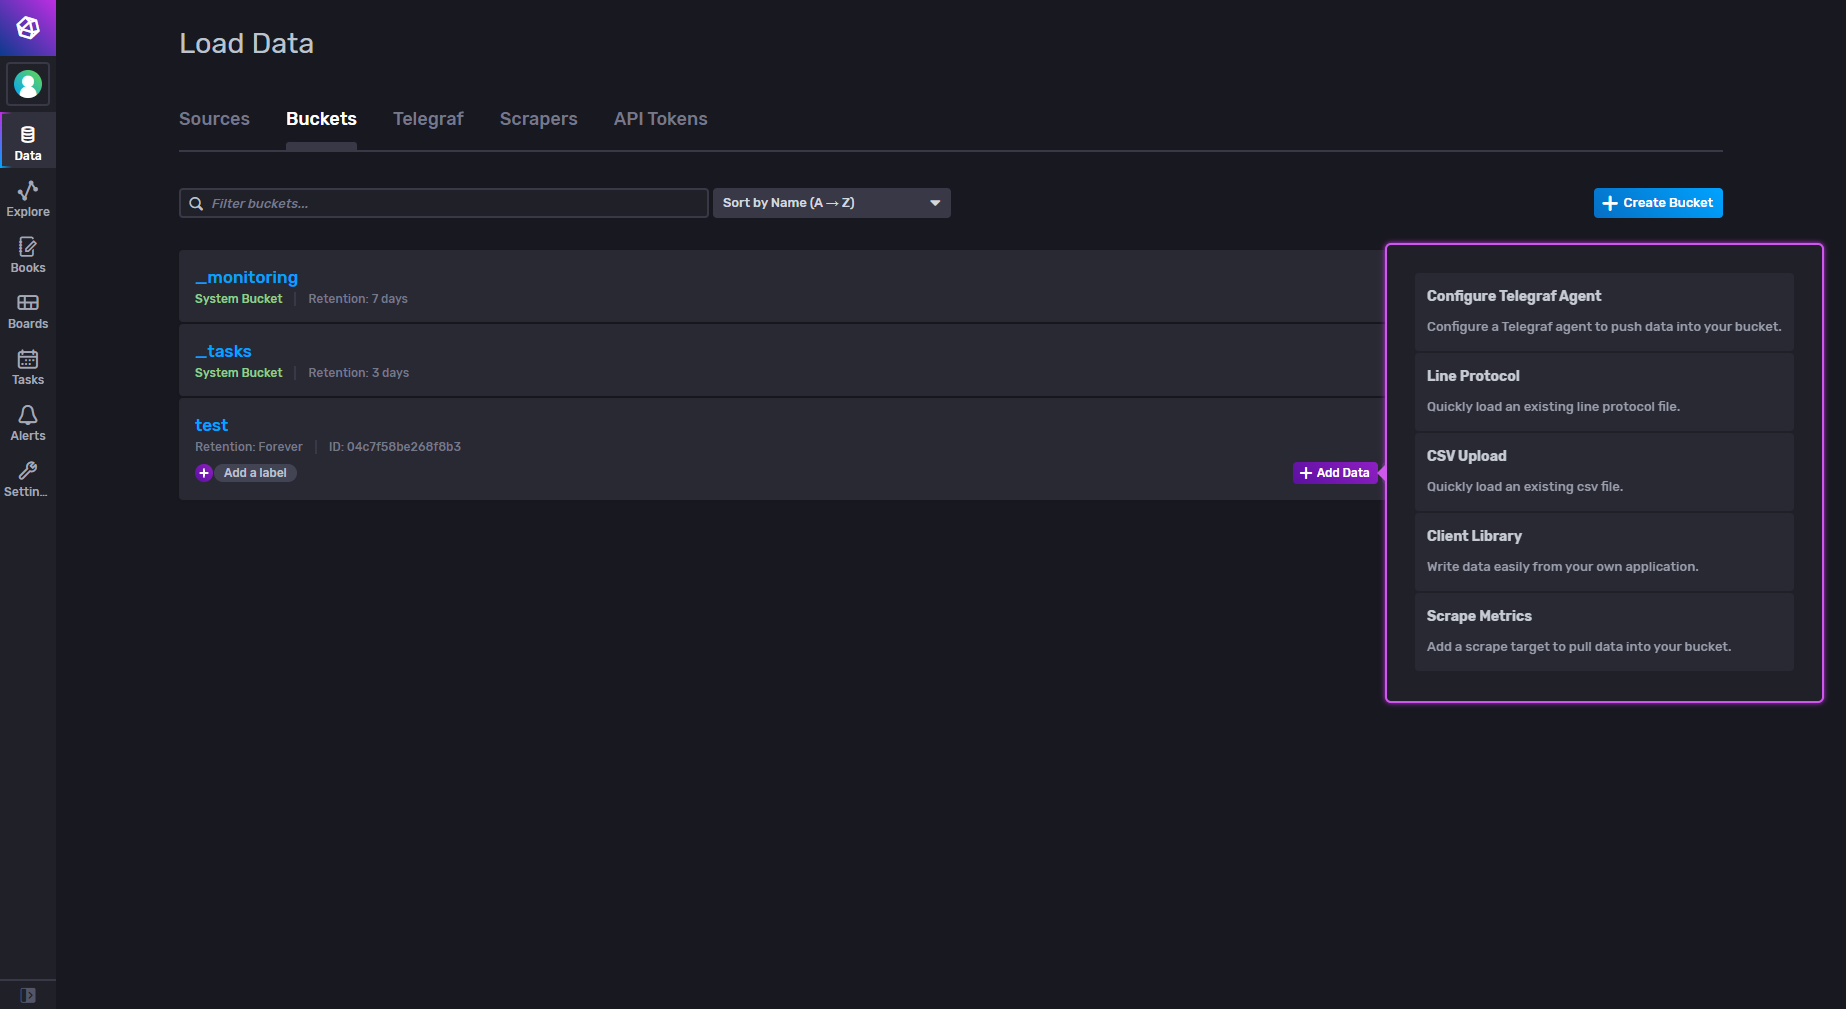 Load Data
Sources
Buckets
Telegraf
Scrapers
API Tokens
Data
Explore
Books
Boards
Tasks
Alerts
Settin...
Filter buckets...
Sort by Name (A → Z)
Create Bucket
_monitoring
System Bucket
Retention: 7 days
_tasks
System Bucket
Retention: 3 days
test
Retention: Forever
ID: 04c7f58be268f8b3
Add a label
Add Data
Configure Telegraf Agent
Configure a Telegraf agent to push data into your bucket.
Line Protocol
Quickly load an existing line protocol file.
CSV Upload
Quickly load an existing csv file.
Client Library
Write data easily from your own application.
Scrape Metrics
Add a scrape target to pull data into your bucket.